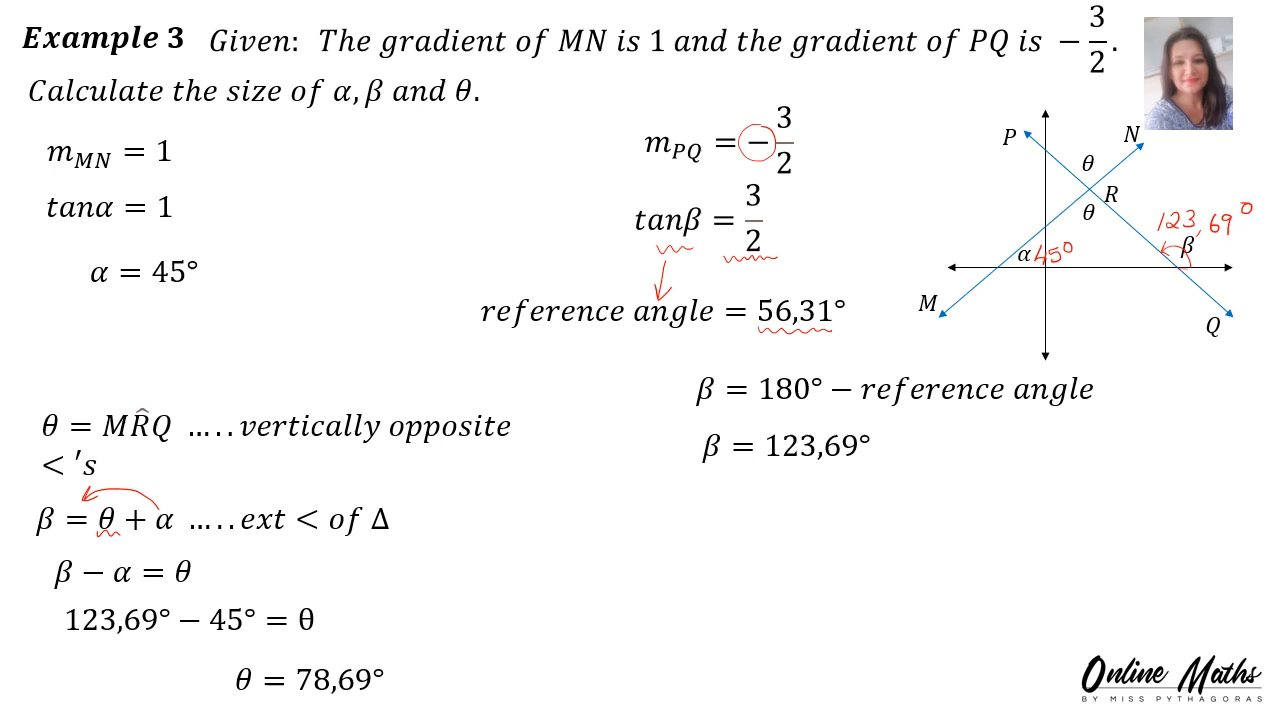 Example 3 Given: The gradient of MN is 1 and the gradient of PQ is −3/2.
Calculate the size of α, β and θ.
m_MN = 1
tanα = 1
α = 45°
m_PQ = −3/2
tanβ = 3/2
reference angle = 56,31°
β = 180° − reference angle
β = 123,69°
θ = MR̂Q .....vertically opposite
< 's
β = θ + α .....ext < of Δ
β − α = θ
123,69° − 45° = θ
θ = 78,69°
P
N
θ
R
θ
123,69°
β
α 45°
M
Q
Online Maths
BY MISS PYTHAGORAS